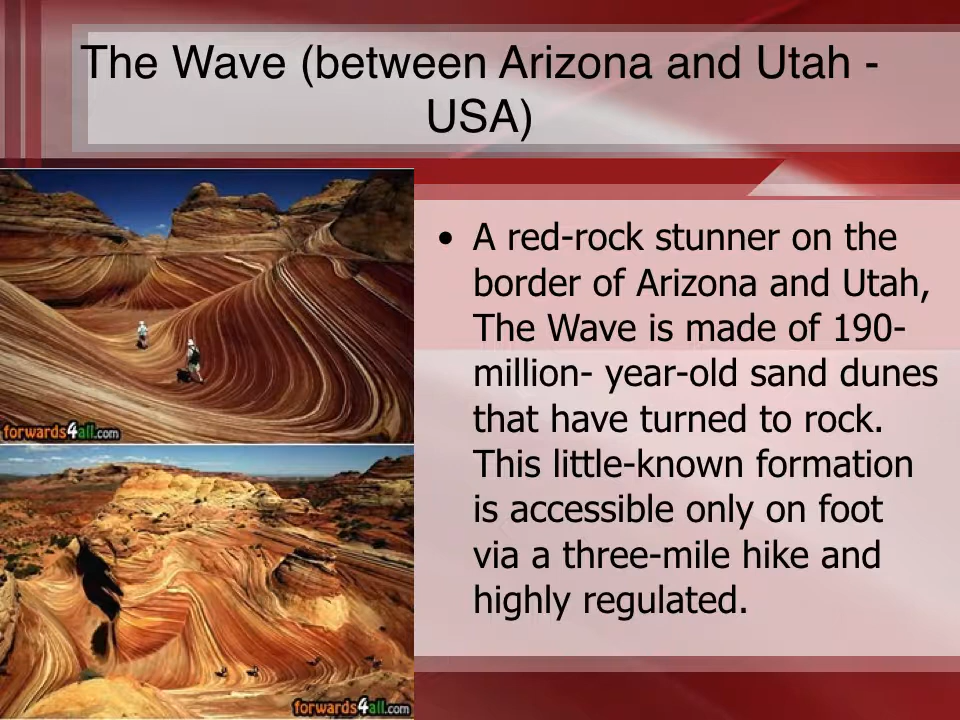 The Wave (between Arizona and Utah -
USA)
• A red-rock stunner on the
border of Arizona and Utah,
The Wave is made of 190-
million- year-old sand dunes
that have turned to rock.
This little-known formation
is accessible only on foot
via a three-mile hike and
highly regulated.
forwards4all.com
forwards4all.com